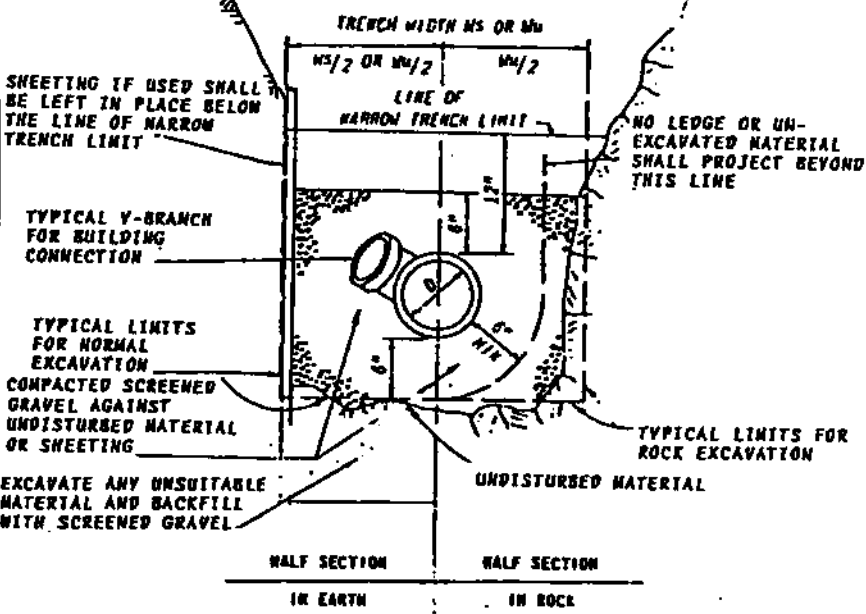 TRENCH WIDTH WS OR WU
WS/2 OR WU/2
WU/2
SHEETING IF USED SHALL
BE LEFT IN PLACE BELOW
THE LINE OF NARROW
TRENCH LIMIT
LINE OF
NARROW TRENCH LIMIT
NO LEDGE OR UN-
EXCAVATED MATERIAL
SHALL PROJECT BEYOND
THIS LINE
12"
6"
TYPICAL Y-BRANCH
FOR BUILDING
CONNECTION
D
TYPICAL LIMITS
FOR NORMAL
EXCAVATION
6"
6"
MIN
COMPACTED SCREENED
GRAVEL AGAINST
UNDISTURBED MATERIAL
OR SHEETING
TYPICAL LIMITS FOR
ROCK EXCAVATION
EXCAVATE ANY UNSUITABLE
MATERIAL AND BACKFILL
WITH SCREENED GRAVEL
UNDISTURBED MATERIAL
HALF SECTION
HALF SECTION
IN EARTH
IN ROCK